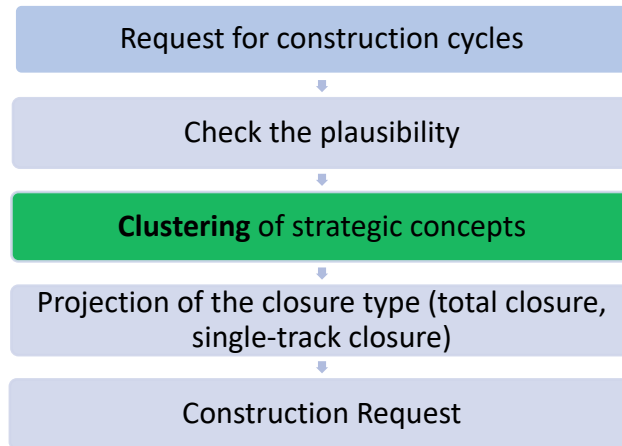 Request for construction cycles
Check the plausibility
Clustering of strategic concepts
Projection of the closure type (total closure,
single-track closure)
Construction Request